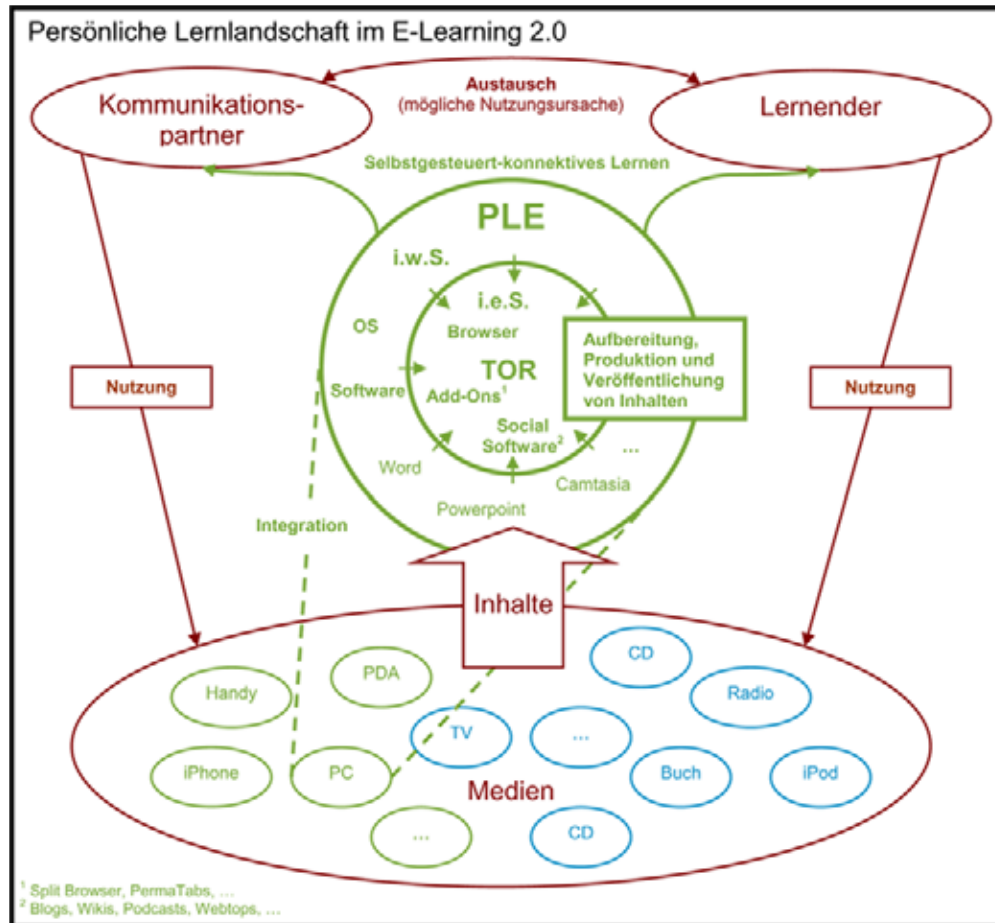 Persönliche Lernlandschaft im E-Learning 2.0
Kommunikations-
partner
Austausch
(mögliche Nutzungsursache)
Lernender
Selbstgesteuert-konnektives Lernen
PLE
i.w.S.
i.e.S.
OS
Browser
TOR
Software
Add-Ons¹
Social
Software²
Aufbereitung,
Produktion und
Veröffentlichung
von Inhalten
Nutzung
Nutzung
...
Word
Camtasia
Powerpoint
Integration
Inhalte
CD
PDA
Handy
Radio
TV
...
iPhone
PC
Buch
iPod
Medien
...
CD
¹ Split Browser, PermaTabs, ...
² Blogs, Wikis, Podcasts, Webtops, ...